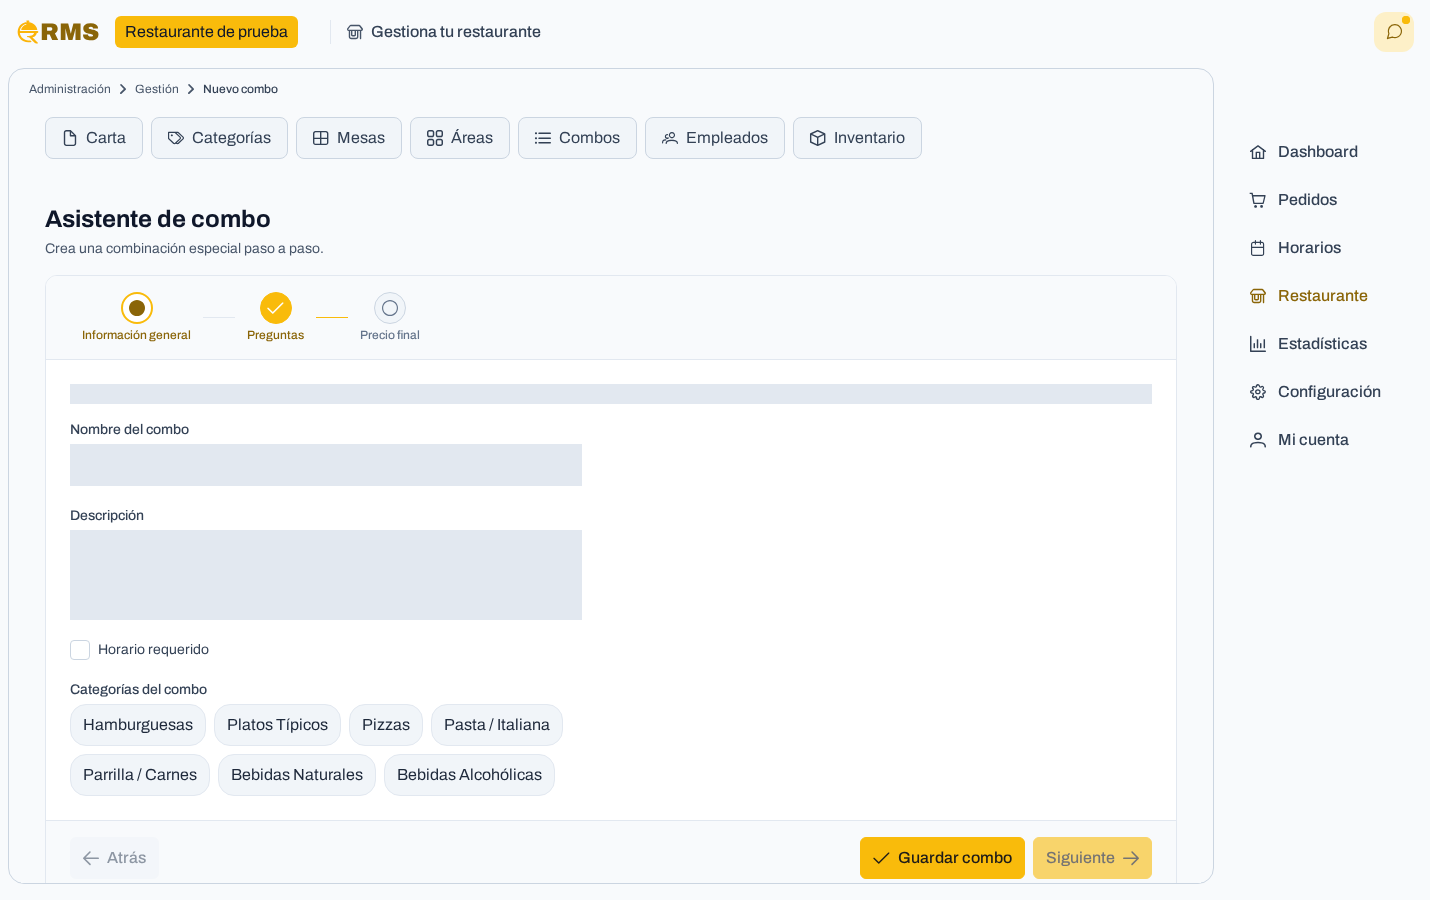 RMS Restaurante de prueba Gestiona tu restaurante
Administración Gestión Nuevo combo
Carta Categorías Mesas Áreas Combos Empleados Inventario
Asistente de combo
Crea una combinación especial paso a paso.
Información general Preguntas Precio final
Nombre del combo
Descripción
Horario requerido
Categorías del combo
Hamburguesas Platos Típicos Pizzas Pasta / Italiana
Parrilla / Carnes Bebidas Naturales Bebidas Alcohólicas
Atrás Guardar combo Siguiente
Dashboard
Pedidos
Horarios
Restaurante
Estadísticas
Configuración
Mi cuenta